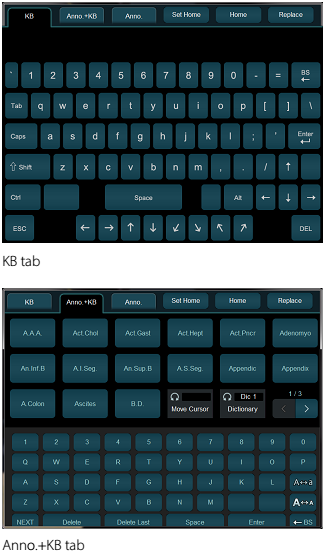 KB Anno.+KB Anno. Set Home Home Replace
` 1 2 3 4 5 6 7 8 9 0 - = BS ←
Tab q w e r t y u i o p [ ] \
Caps a s d f g h j k l ; ' Enter ↵
⇧ Shift z x c v b n m , . / ↑
Ctrl Space Alt ← ↓ →
ESC ← → ↑ ↓ ↙ ↘ ↖ ↗ DEL
KB tab
KB Anno.+KB Anno. Set Home Home Replace
A.A.A. Act.Chol Act.Gast Act.Hept Act.Pncr Adenomyo
An.Inf.B A.I.Seg. An.Sup.B A.S.Seg. Appendic Appendix
A.Colon Ascites B.D. Move Cursor Dic 1 Dictionary 1 / 3
< >
1 2 3 4 5 6 7 8 9 0
Q W E R T Y U I O P
A S D F G H J K L A↔a
Z X C V B N M A↔A
NEXT Delete Delete Last Space Enter ← BS
Anno.+KB tab